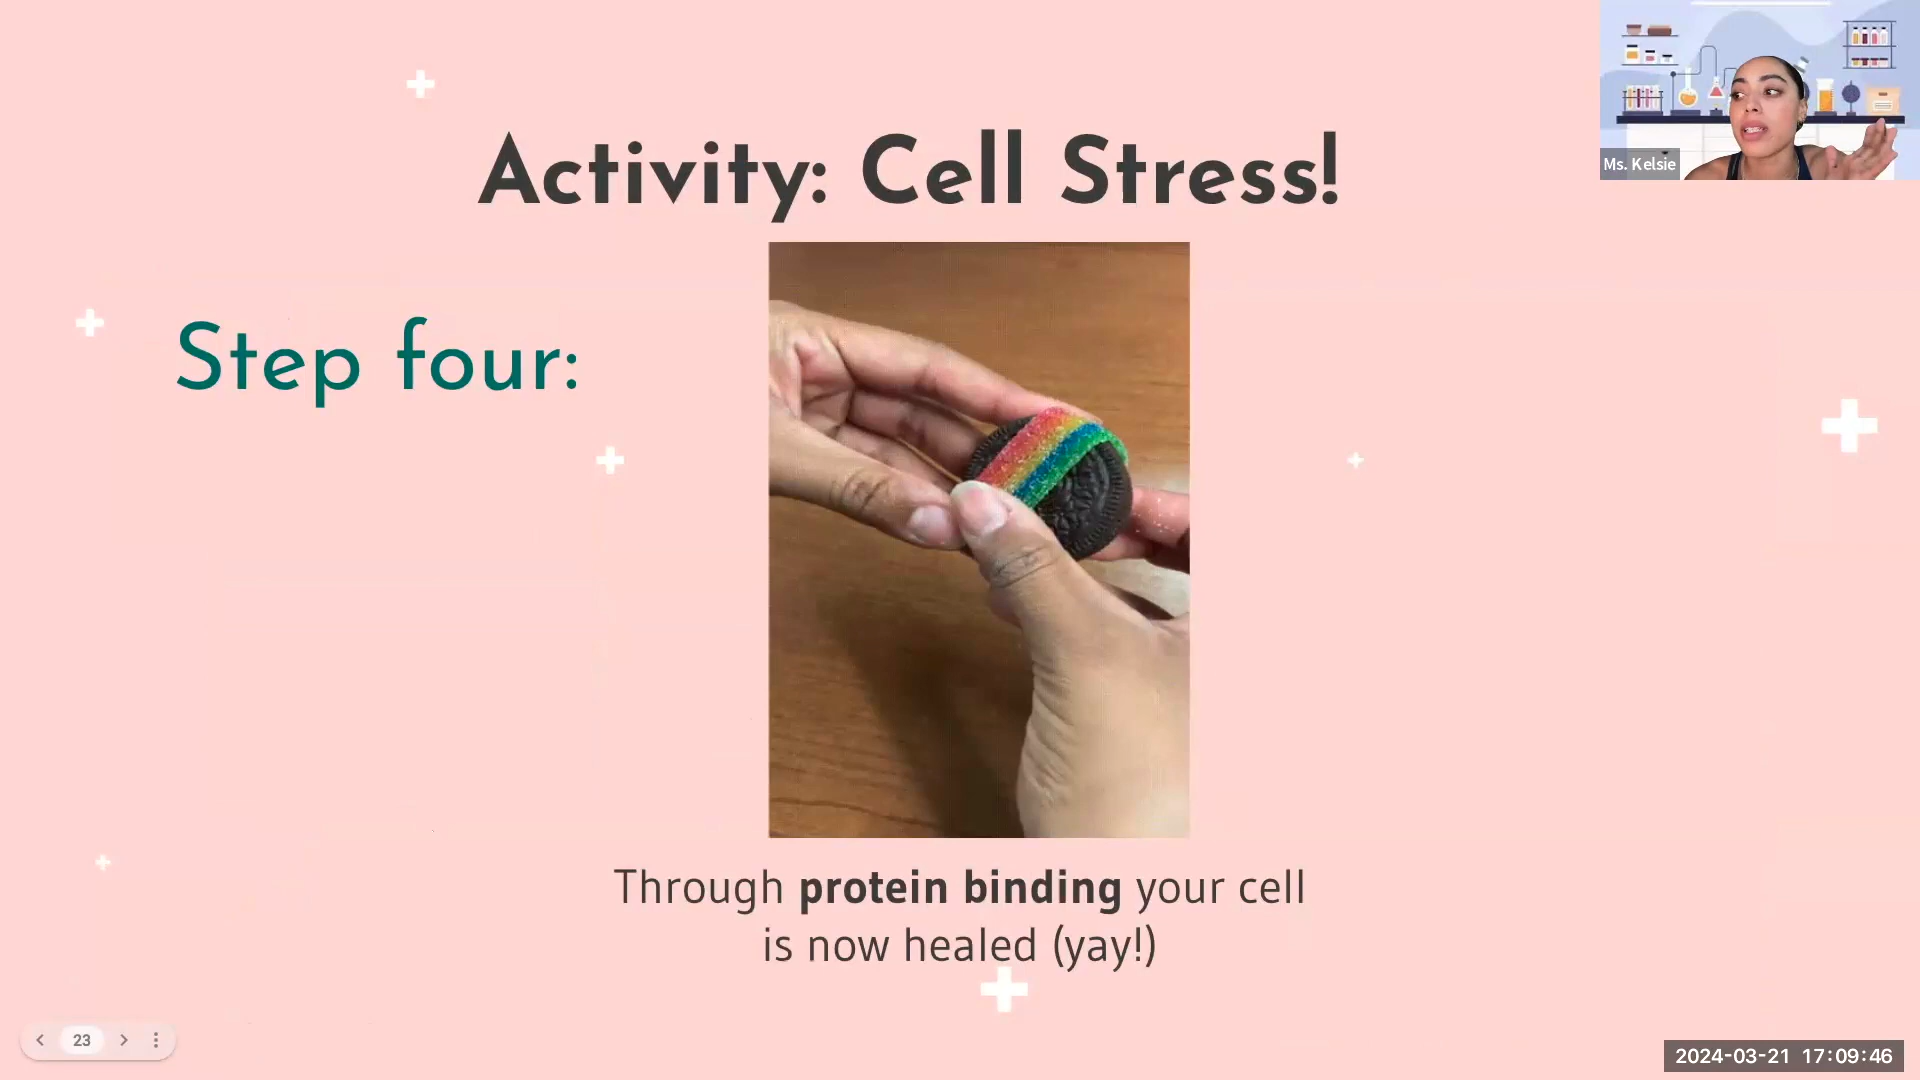 Activity: Cell Stress!
Ms. Kelsie
Step four:
Through protein binding your cell
is now healed (yay!)
23
2024-03-21 17:09:46